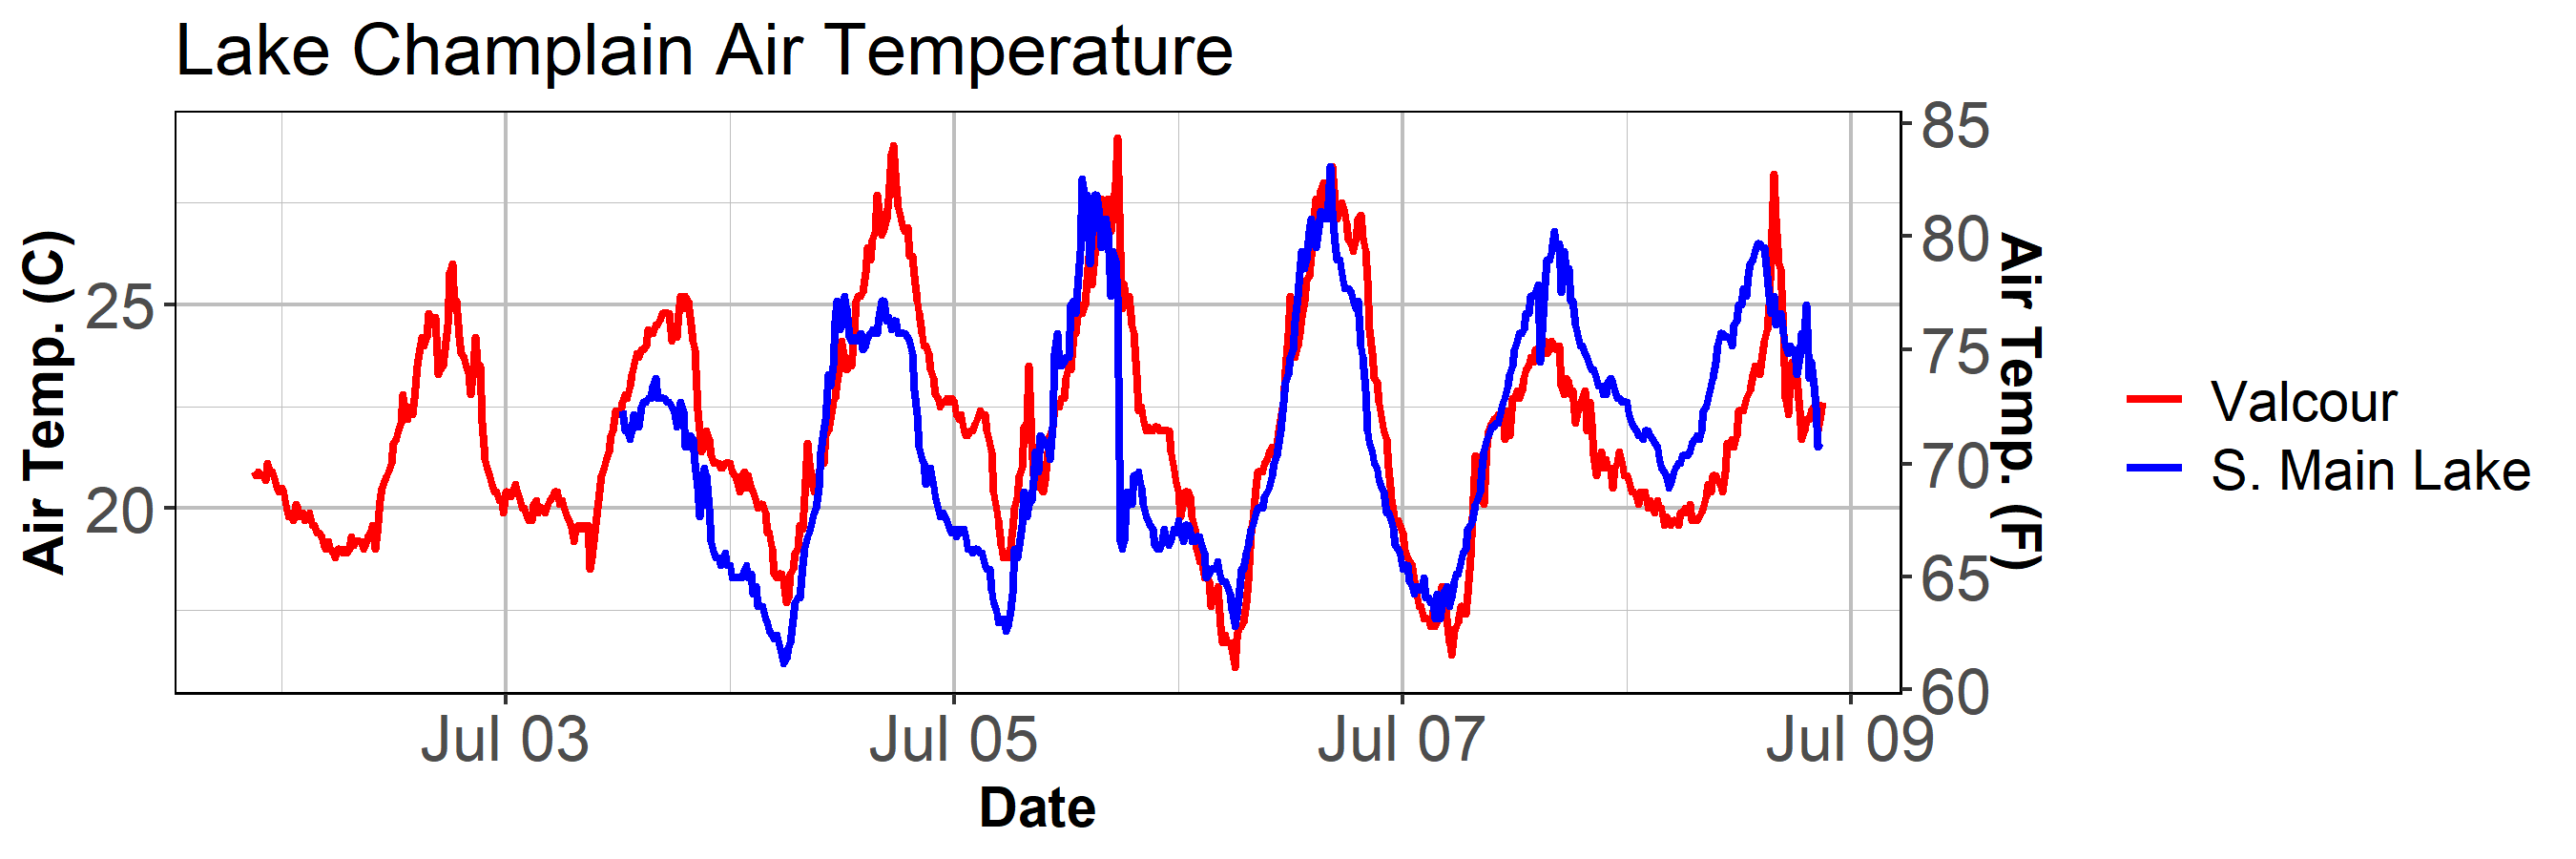 Lake Champlain Air Temperature
Air Temp. (C)
25
20
85
80
75
70
65
60
Air Temp. (F)
Valcour
S. Main Lake
Jul 03
Jul 05
Jul 07
Jul 09
Date